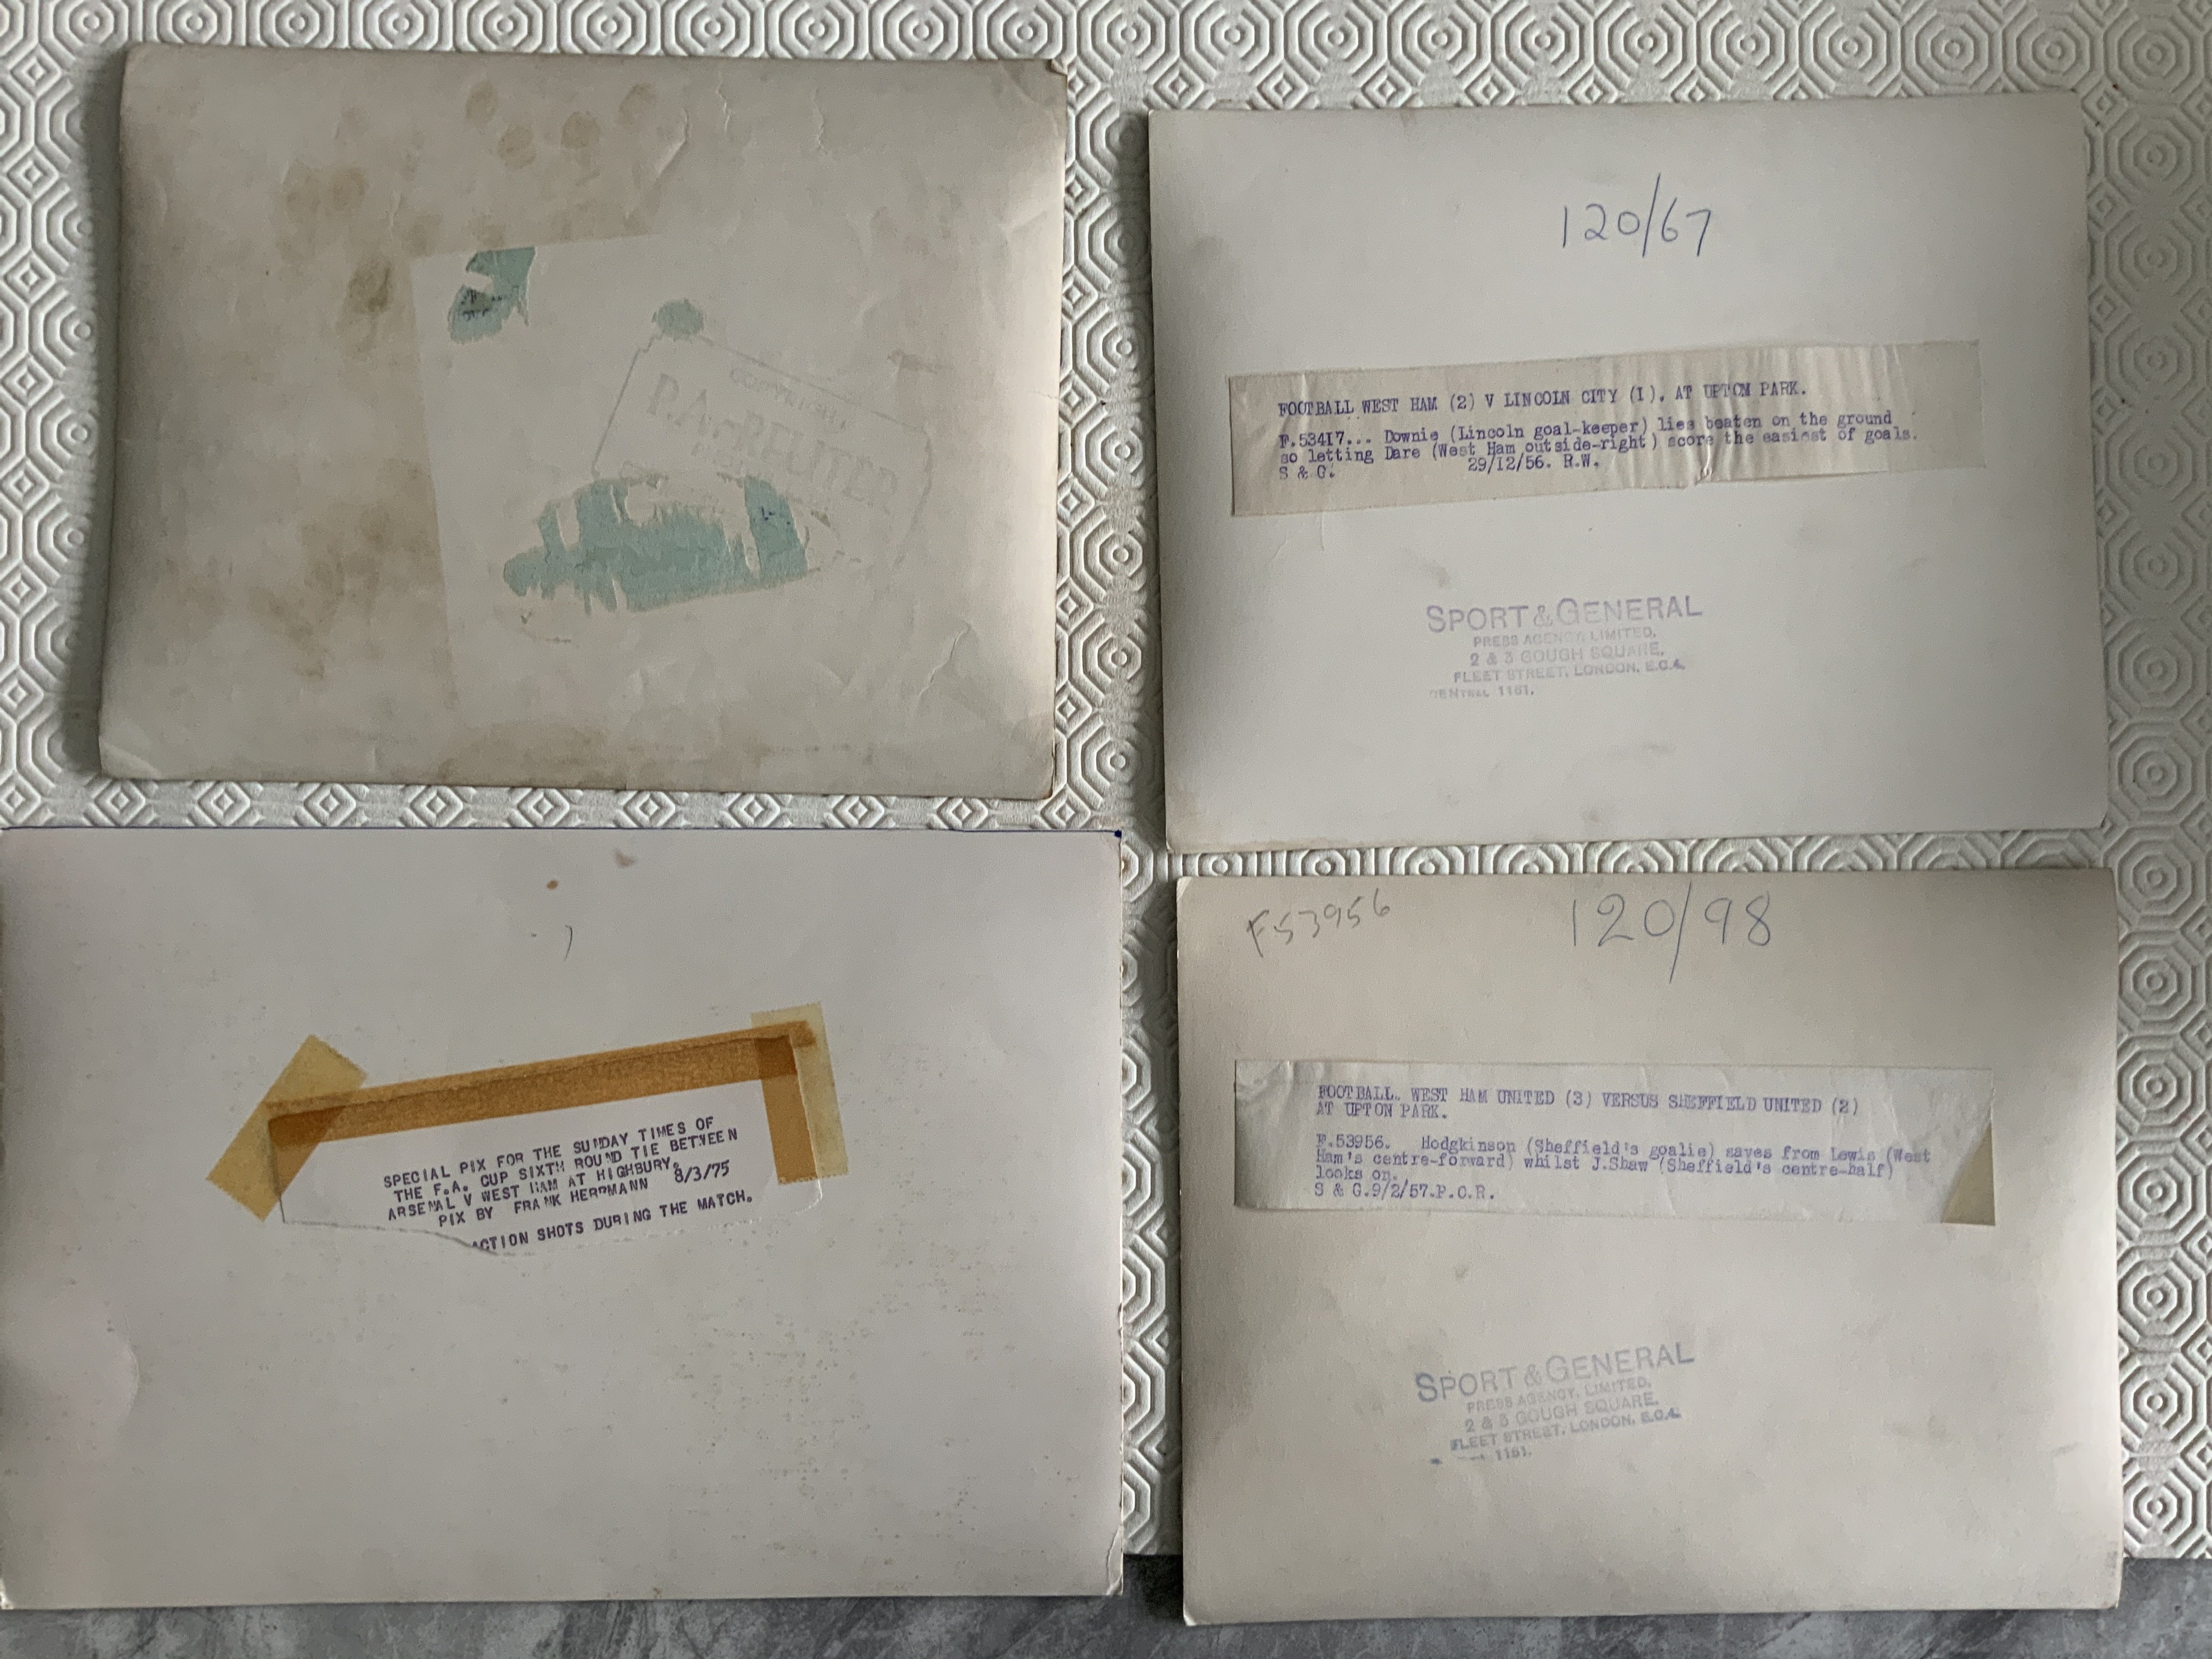 COPYRIGHT
P.A.-REUTER
120/67
FOOTBALL WEST HAM (2) V LINCOLN CITY (I), AT UPTON PARK.
F.53417... Downie (Lincoln goal-keeper) lies beaten on the ground
so letting Dare (West Ham outside-right) score the easiest of goals.
S & G. 29/12/56. R.W.
SPORT & GENERAL
PRESS AGENCY, LIMITED,
2 & 3 GOUGH SQUARE,
FLEET STREET, LONDON, E.C.4.
CENTRAL 1161.
SPECIAL PIX FOR THE SUNDAY TIMES OF
THE F.A. CUP SIXTH ROUND TIE BETWEEN
ARSENAL V WEST HAM AT HIGHBURY. 8/3/75
PIX BY FRANK HERRMANN
ACTION SHOTS DURING THE MATCH.
F53956
120/98
FOOTBALL. WEST HAM UNITED (3) VERSUS SHEFFIELD UNITED (2)
AT UPTON PARK.
F.53956. Hodgkinson (Sheffield's goalie) saves from Lewis (West
Ham's centre-forward) whilst J.Shaw (Sheffield's centre-half)
looks on.
S & G.9/2/57.P.O.R.
SPORT & GENERAL
PRESS AGENCY, LIMITED,
2 & 3 GOUGH SQUARE,
FLEET STREET, LONDON, E.C.4.
1161.